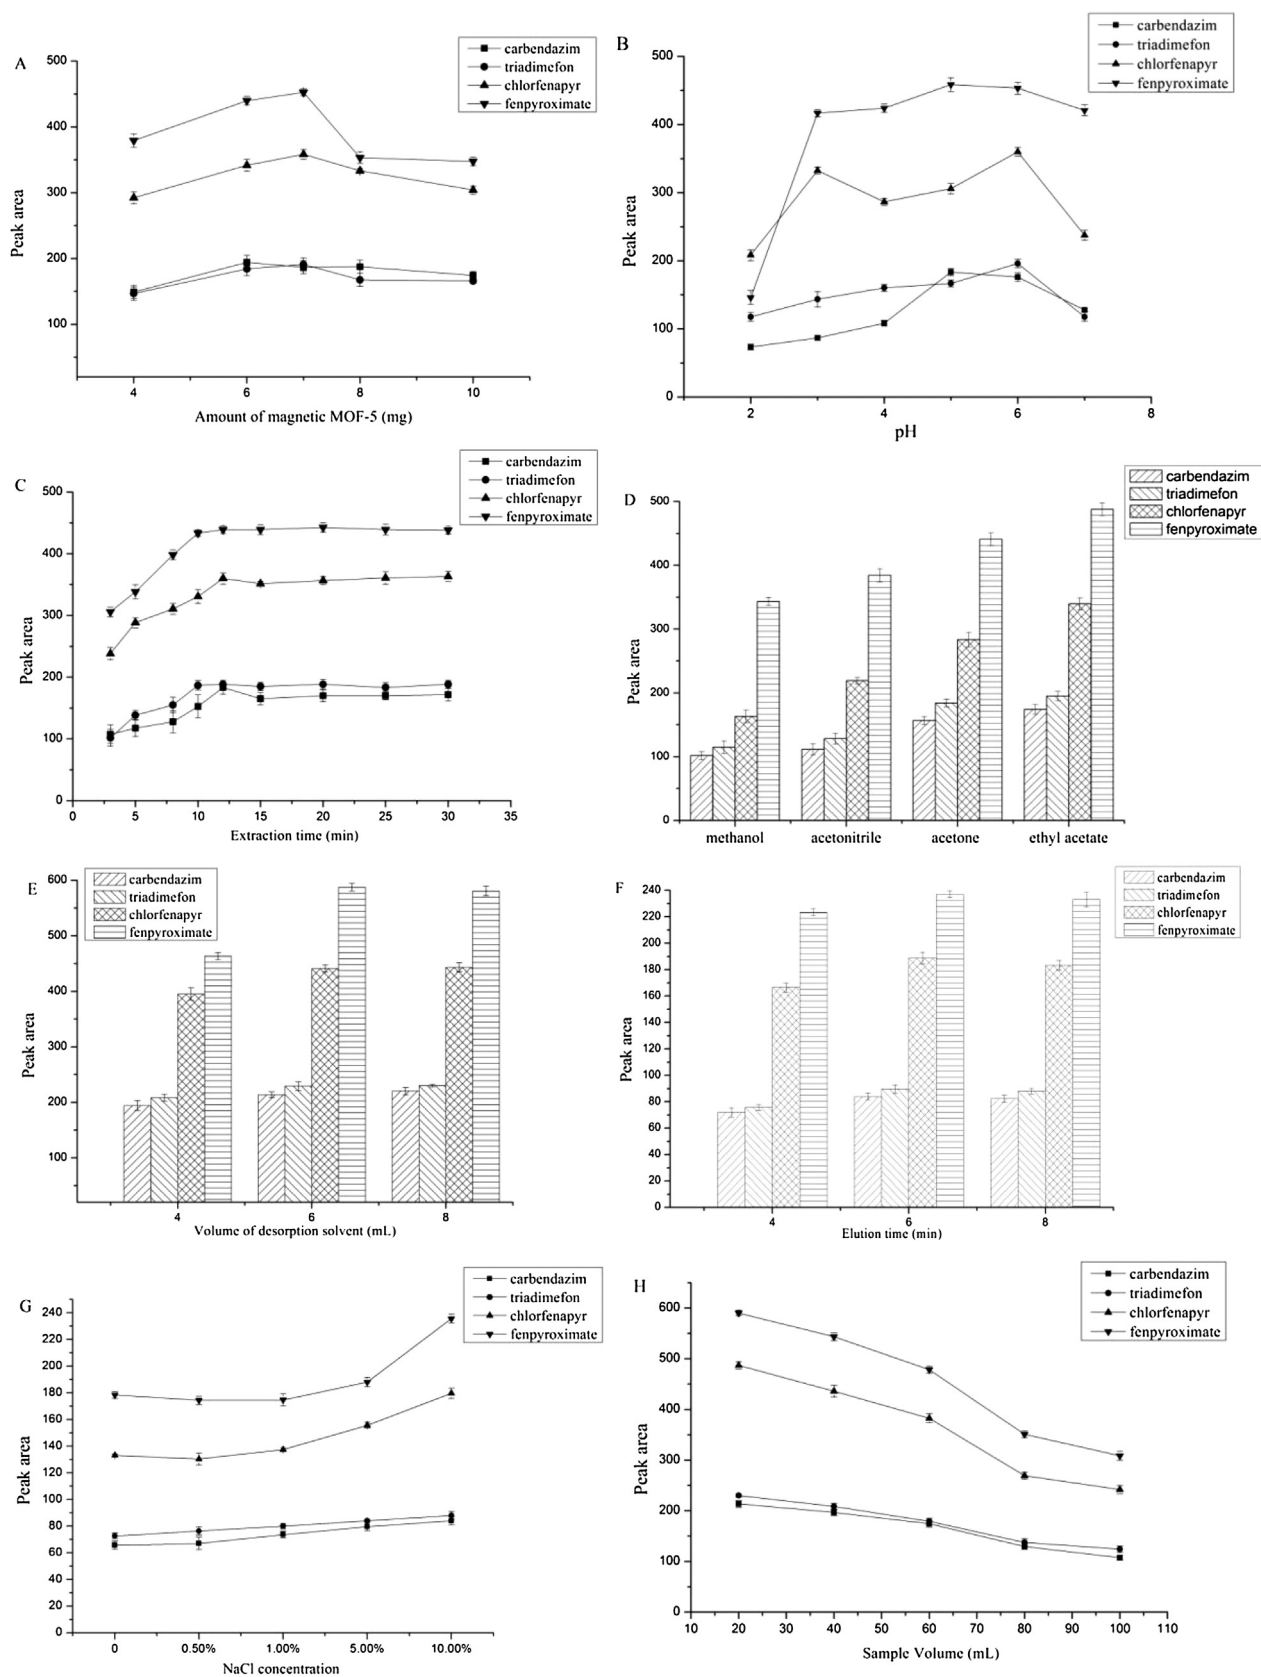 A
carbendazim
triadimefon
chlorfenapyr
fenpyroximate
500
400
300
200
100
Peak area
4
6
8
10
Amount of magnetic MOF-5 (mg)
B
carbendazim
triadimefon
chlorfenapyr
fenpyroximate
500
400
300
200
100
0
Peak area
2
4
6
8
pH
C
carbendazim
triadimefon
chlorfenapyr
fenpyroximate
500
400
300
200
100
0
Peak area
0
5
10
15
20
25
30
35
Extraction time (min)
D
carbendazim
triadimefon
chlorfenapyr
fenpyroximate
500
400
300
200
100
0
Peak area
methanol
acetonitrile
acetone
ethyl acetate
E
carbendazim
triadimefon
chlorfenapyr
fenpyroximate
600
500
400
300
200
100
Peak area
4
6
8
Volume of desorption solvent (mL)
F
carbendazim
triadimefon
chlorfenapyr
fenpyroximate
240
220
200
180
160
140
120
100
80
60
40
20
0
Peak area
4
6
8
Elution time (min)
G
carbendazim
triadimefon
chlorfenapyr
fenpyroximate
240
220
200
180
160
140
120
100
80
60
40
20
0
Peak area
0
0.50%
1.00%
5.00%
10.00%
NaCl concentration
H
carbendazim
triadimefon
chlorfenapyr
fenpyroximate
600
500
400
300
200
100
0
Peak area
10
20
30
40
50
60
70
80
90
100
110
Sample Volume (mL)